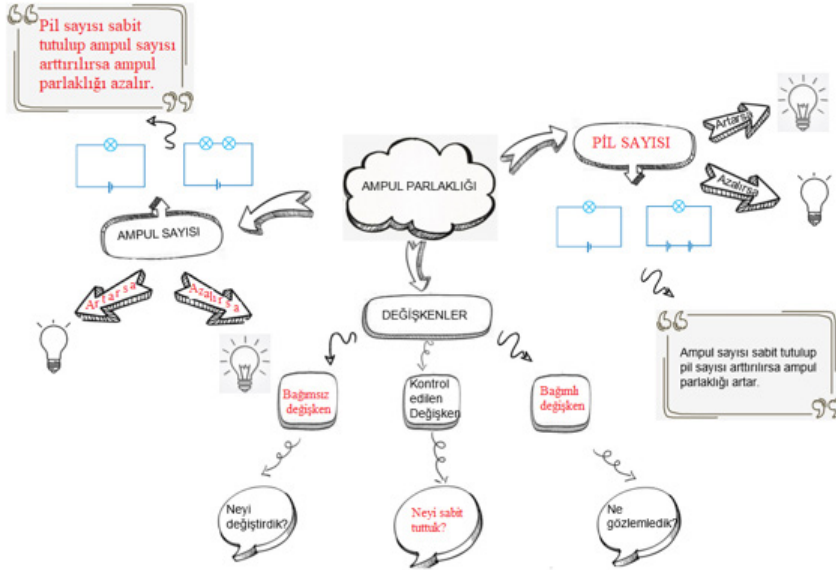 Pil sayısı sabit
tutulup ampul sayısı
arttırılırsa ampul
parlaklığı azalır.
PİL SAYISI
Artarsa
Azalırsa
AMPUL PARLAKLIĞI
AMPUL SAYISI
Artarsa
Azalırsa
DEĞİŞKENLER
Ampul sayısı sabit tutulup
pil sayısı arttırılırsa ampul
parlaklığı artar.
Bağımsız
değişken
Kontrol
edilen
Değişken
Bağımlı
değişken
Neyi
değiştirdik?
Neyi sabit
tuttuk?
Ne
gözlemledik?